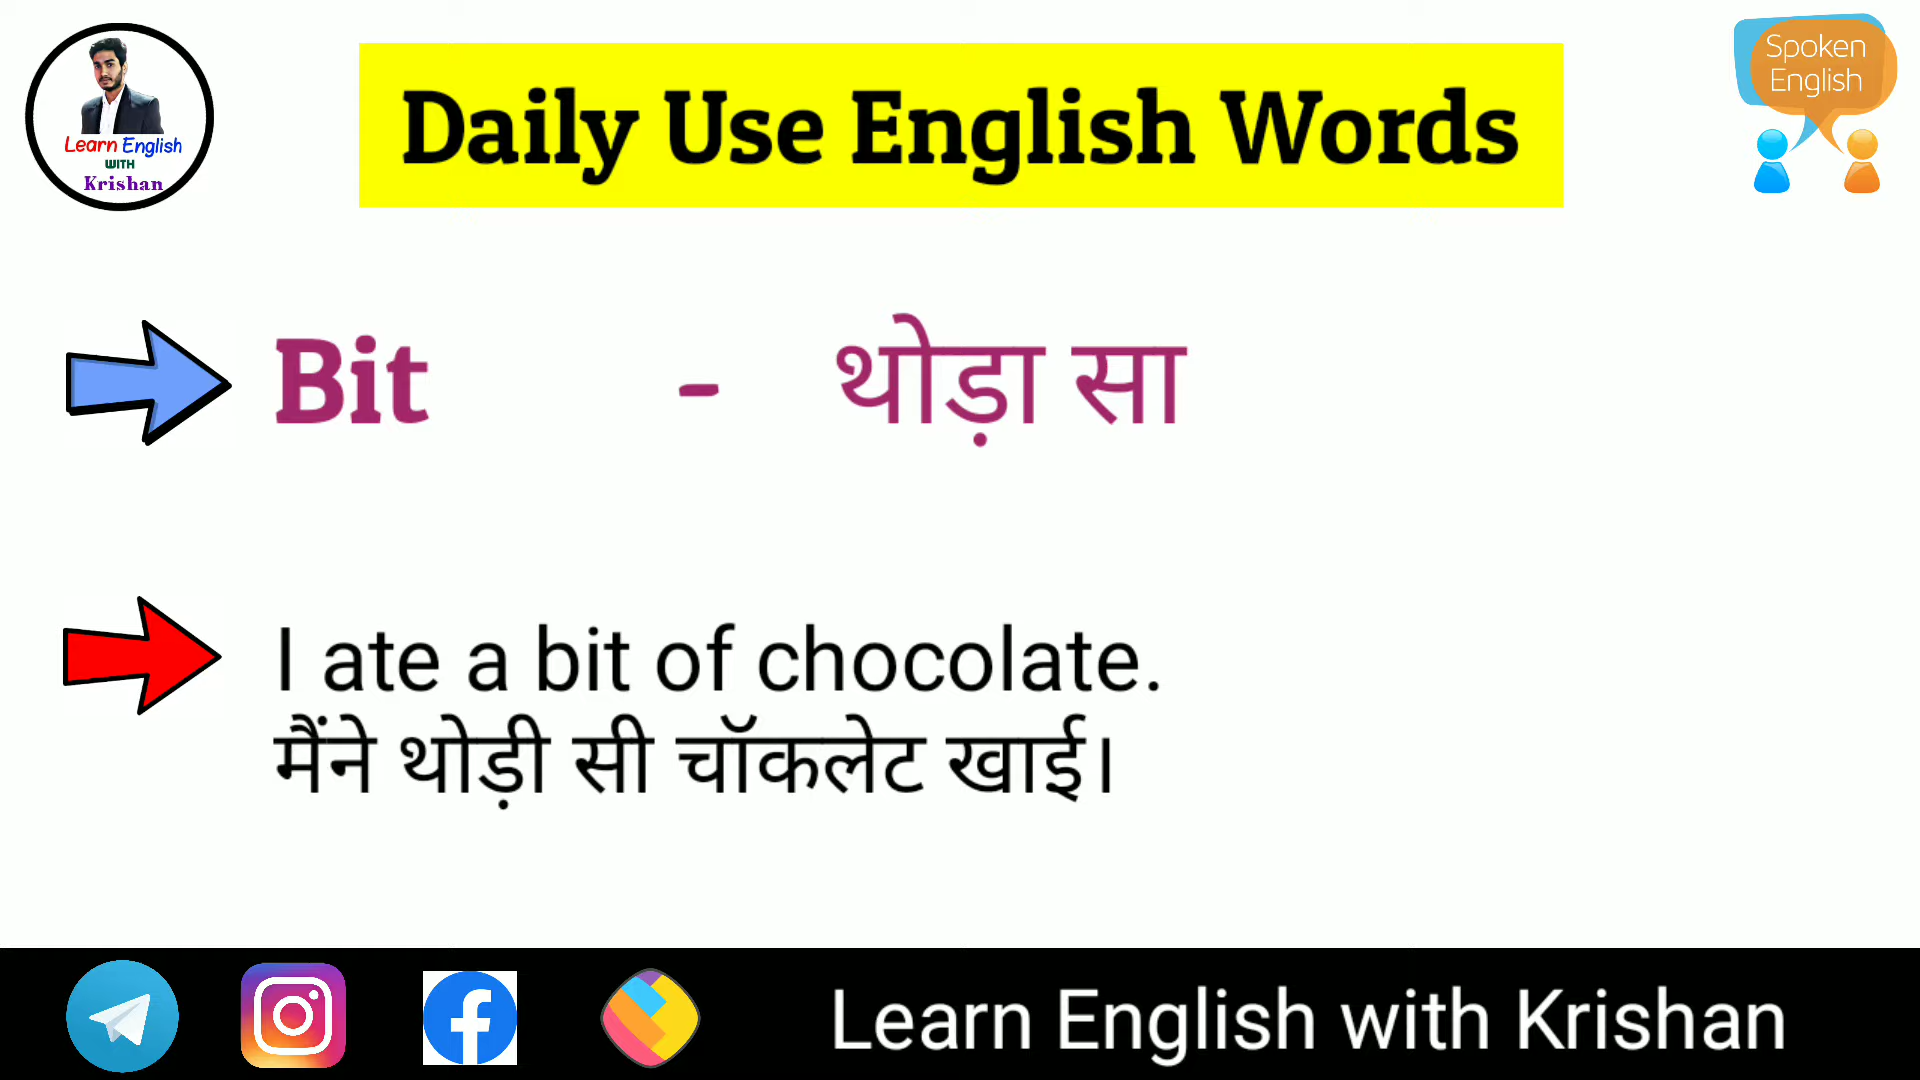 Learn English
WITH
Krishan
Daily Use English Words
Spoken
English
Bit - थोड़ा सा
I ate a bit of chocolate.
मैंने थोड़ी सी चॉकलेट खाई।
Learn English with Krishan